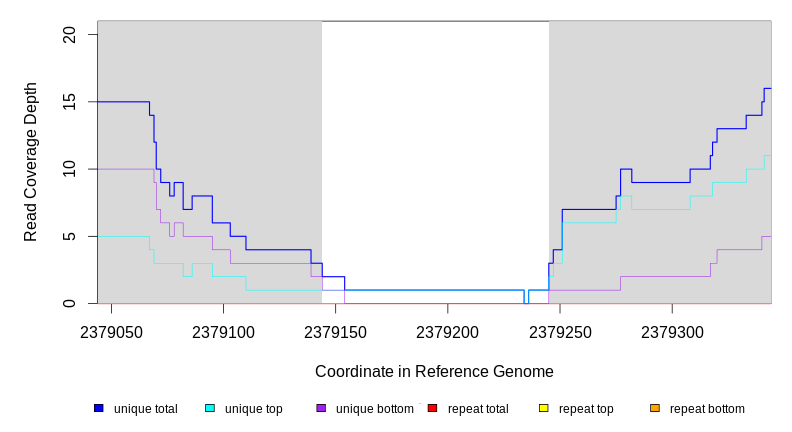 Read Coverage Depth
20
15
10
5
0
2379050 2379100 2379150 2379200 2379250 2379300
Coordinate in Reference Genome
unique total unique top unique bottom repeat total repeat top repeat bottom